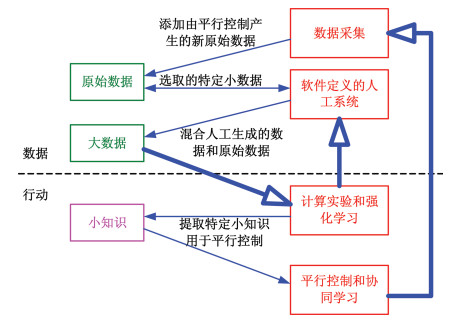 添加由平行控制产
生的新原始数据
数据采集
原始数据
选取的特定小数据
软件定义的人
工系统
大数据
混合人工生成的数
据和原始数据
数据
行动
计算实验和强
化学习
小知识
提取特定小知识
用于平行控制
平行控制和协
同学习